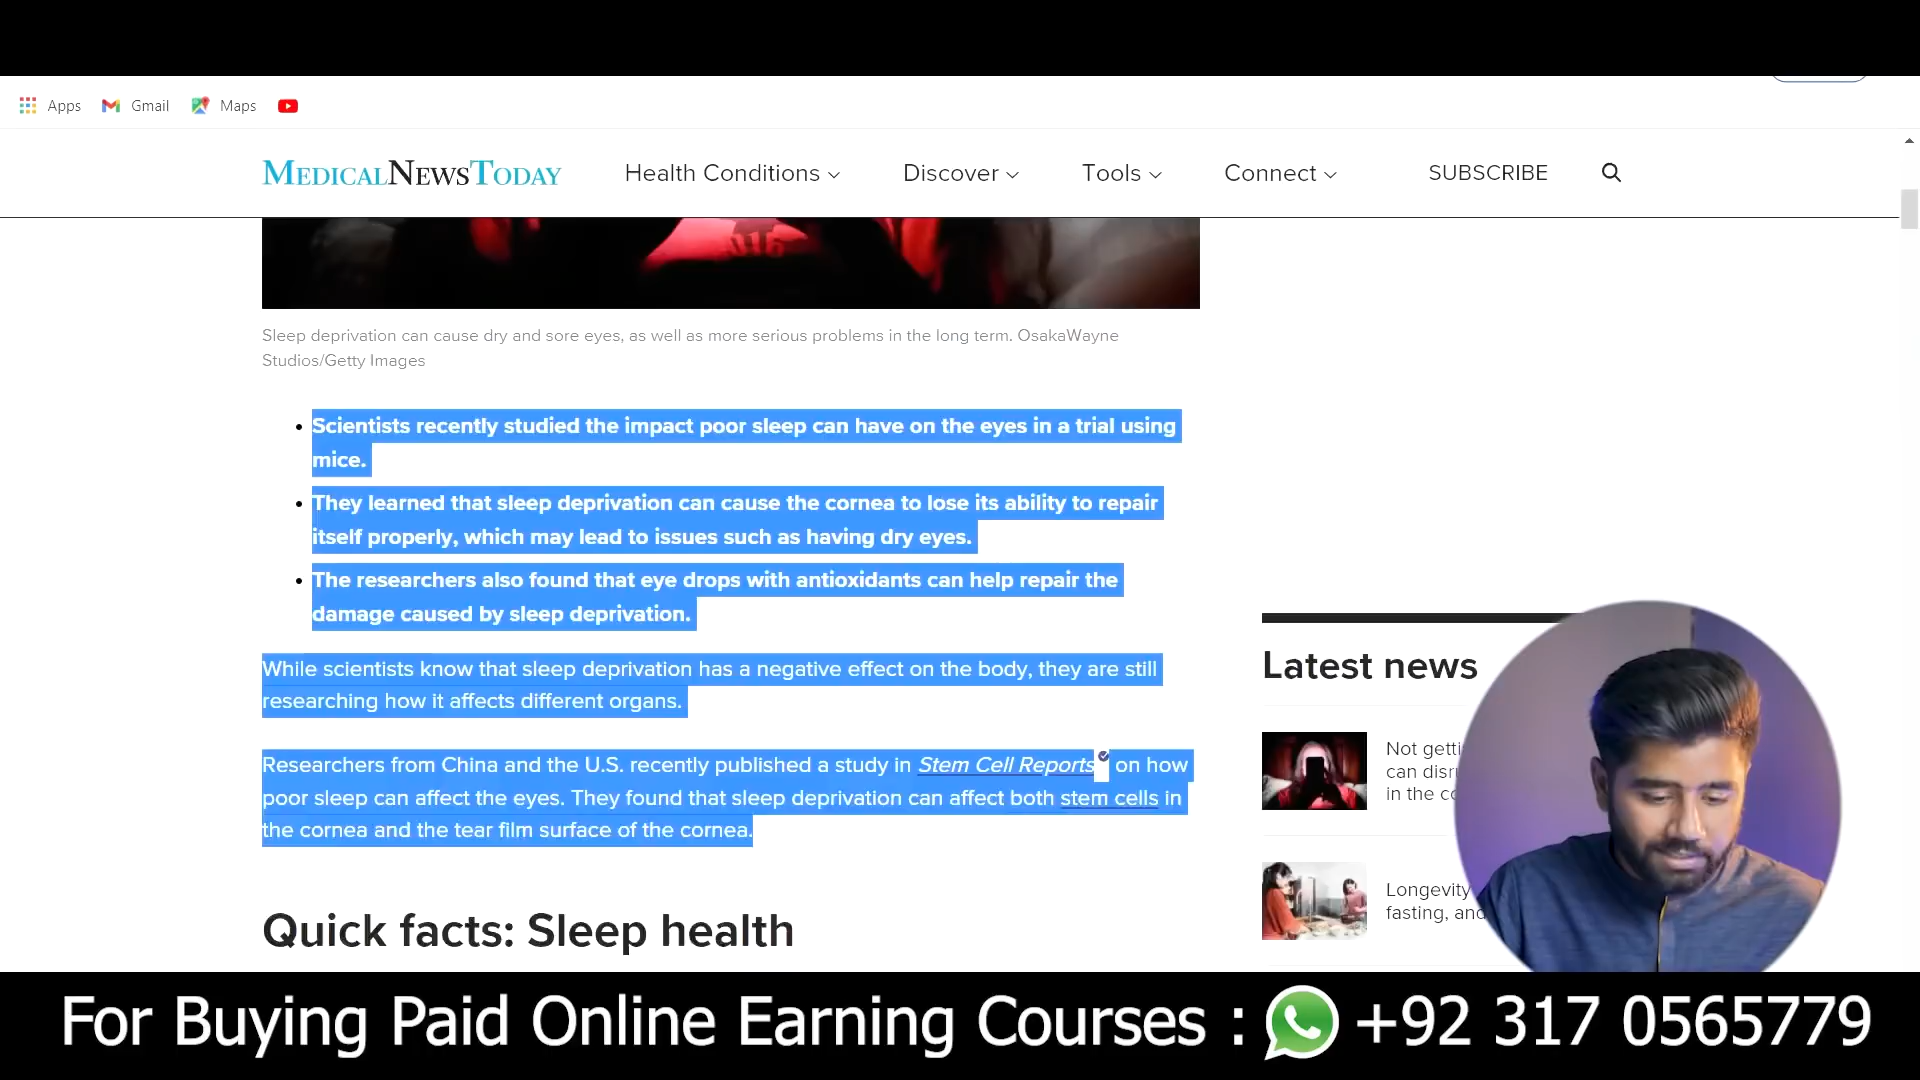 Apps Gmail Maps
MEDICALNEWSTODAY Health Conditions Discover Tools Connect SUBSCRIBE
Sleep deprivation can cause dry and sore eyes, as well as more serious problems in the long term. OsakaWayne
Studios/Getty Images
• Scientists recently studied the impact poor sleep can have on the eyes in a trial using
mice.
• They learned that sleep deprivation can cause the cornea to lose its ability to repair
itself properly, which may lead to issues such as having dry eyes.
• The researchers also found that eye drops with antioxidants can help repair the
damage caused by sleep deprivation.
While scientists know that sleep deprivation has a negative effect on the body, they are still
researching how it affects different organs.
Researchers from China and the U.S. recently published a study in Stem Cell Reports on how
poor sleep can affect the eyes. They found that sleep deprivation can affect both stem cells in
the cornea and the tear film surface of the cornea.
Quick facts: Sleep health
Latest news
Not
can
in the
Longevity
fasting, and
For Buying Paid Online Earning Courses : +92 317 0565779